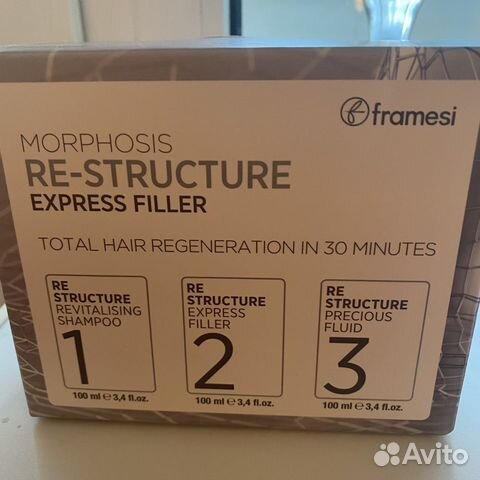 framesi
MORPHOSIS
RE-STRUCTURE
EXPRESS FILLER
TOTAL HAIR REGENERATION IN 30 MINUTES
RE
STRUCTURE
REVITALISING
SHAMPOO
1
100 ml e 3,4 fl.oz.
RE
STRUCTURE
EXPRESS
FILLER
2
100 ml e 3,4 fl.oz.
RE
STRUCTURE
PRECIOUS
FLUID
3
100 ml e 3,4 fl.oz.
Avito